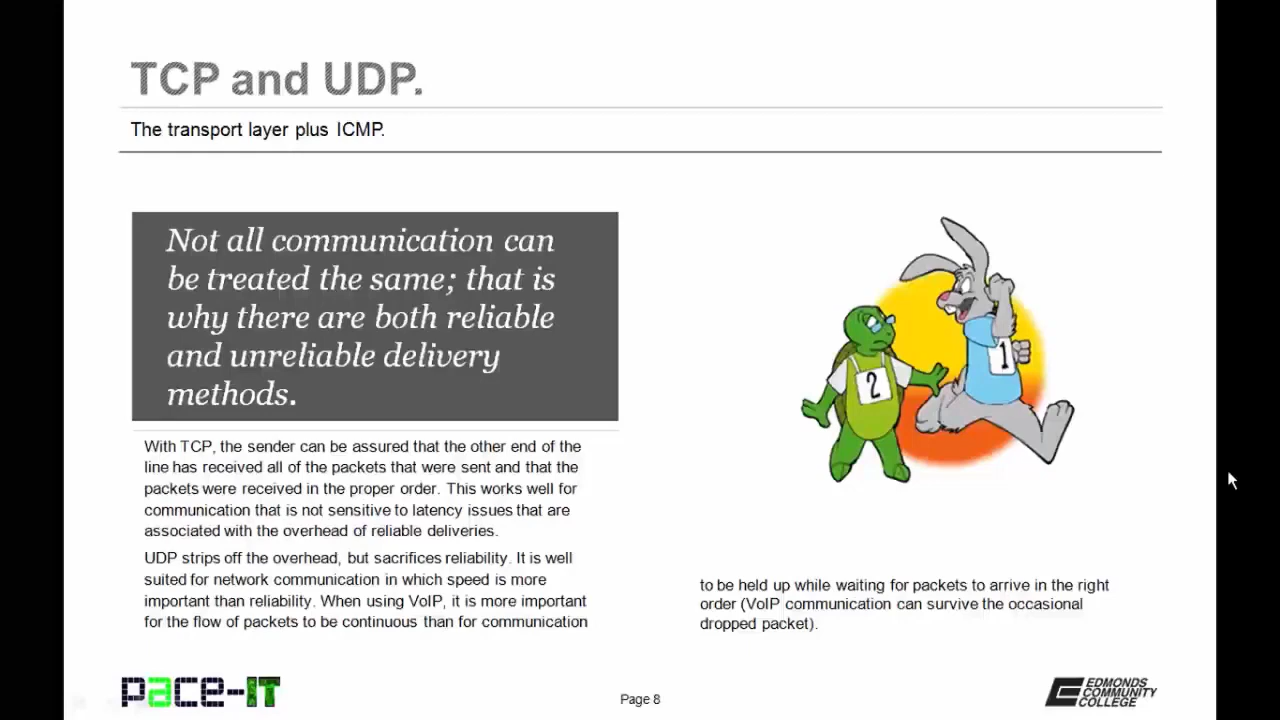 TCP and UDP.
The transport layer plus ICMP.
Not all communication can
be treated the same; that is
why there are both reliable
and unreliable delivery
methods.
With TCP, the sender can be assured that the other end of the
line has received all of the packets that were sent and that the
packets were received in the proper order. This works well for
communication that is not sensitive to latency issues that are
associated with the overhead of reliable deliveries.
UDP strips off the overhead, but sacrifices reliability. It is well
suited for network communication in which speed is more
important than reliability. When using VoIP, it is more important
for the flow of packets to be continuous than for communication
2
1
to be held up while waiting for packets to arrive in the right
order (VoIP communication can survive the occasional
dropped packet).
pace-IT
Page 8
EDMONDS
COMMUNITY
COLLEGE